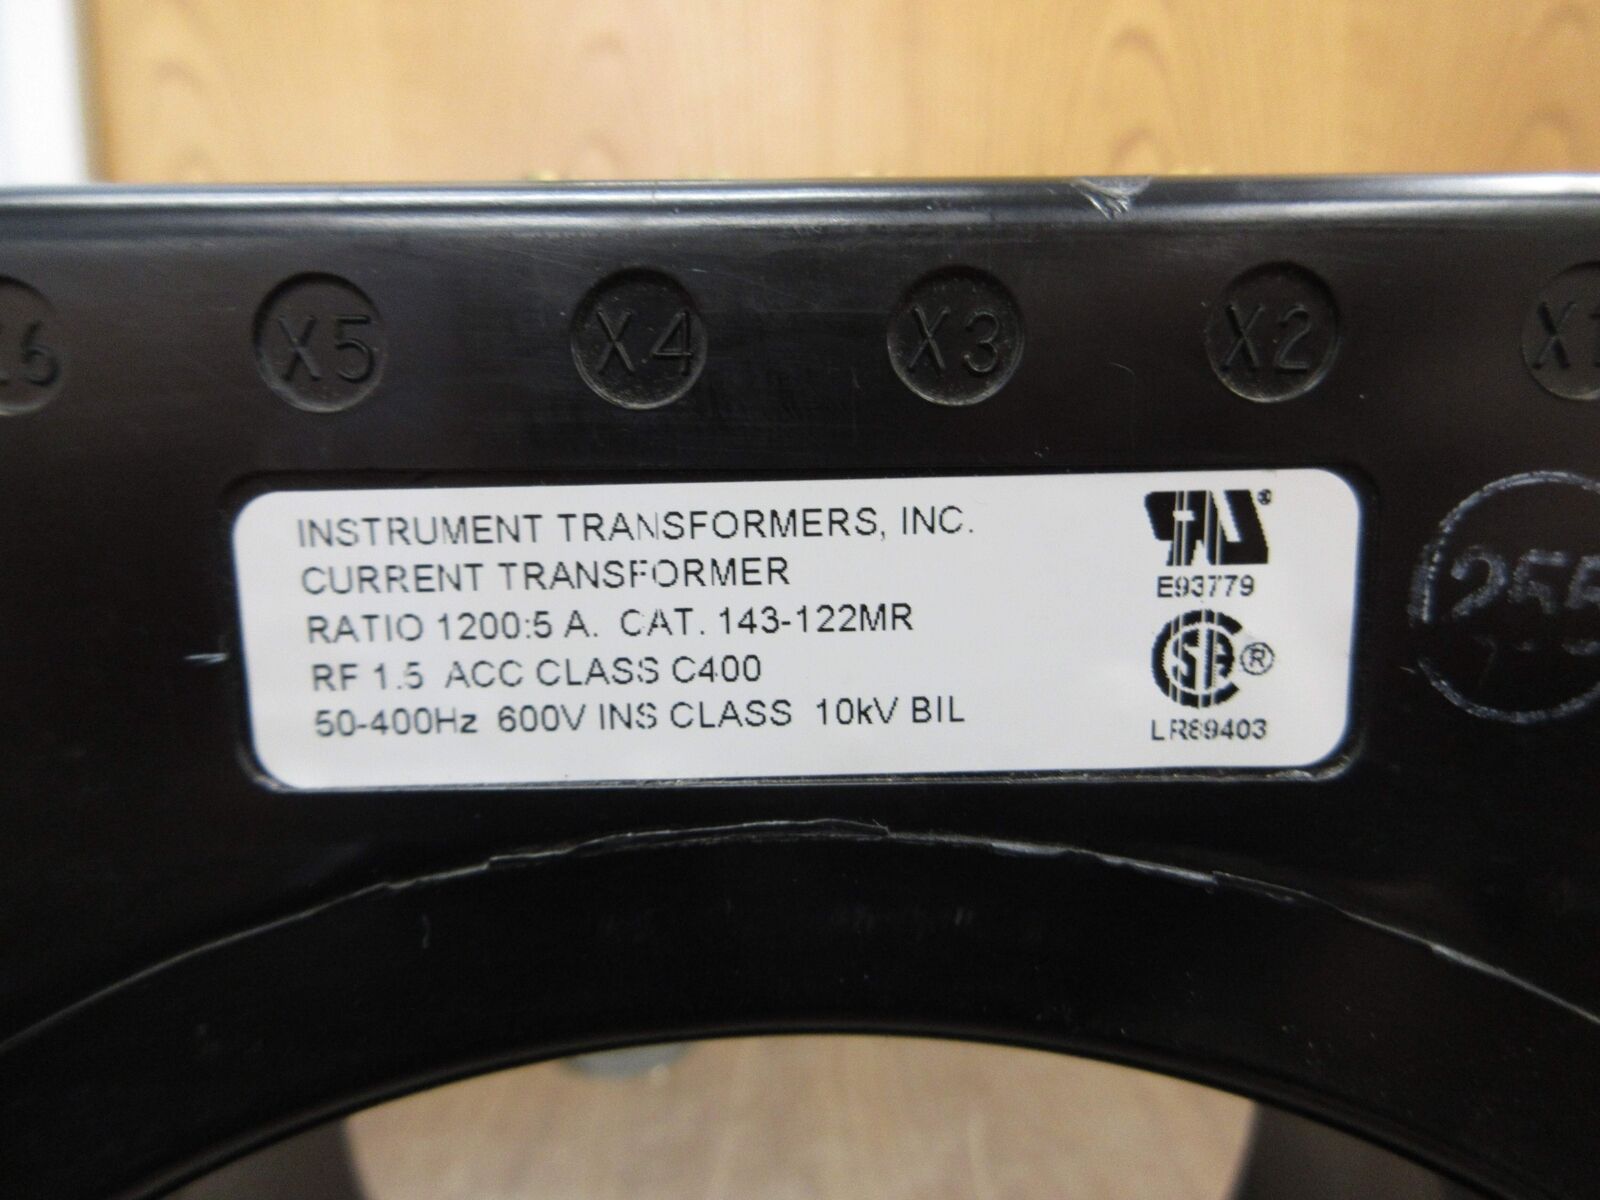 X5 X4 X3 X2
INSTRUMENT TRANSFORMERS, INC.
CURRENT TRANSFORMER
RATIO 1200:5 A. CAT. 143-122MR
RF 1.5 ACC CLASS C400
50-400Hz 600V INS CLASS 10kV BIL
E93779
®
LR89403